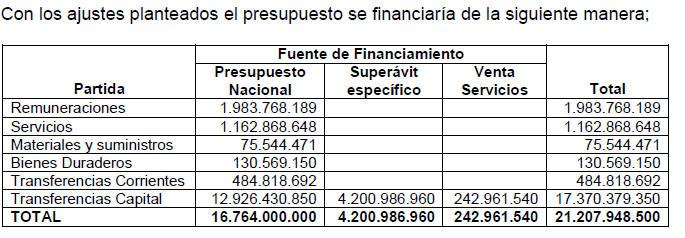 Con los ajustes planteados el presupuesto se financiaría de la siguiente manera;
Fuente de Financiamiento
Partida Presupuesto Nacional Superávit específico Venta Servicios Total
Remuneraciones 1.983.768.189 1.983.768.189
Servicios 1.162.868.648 1.162.868.648
Materiales y suministros 75.544.471 75.544.471
Bienes Duraderos 130.569.150 130.569.150
Transferencias Corrientes 484.818.692 484.818.692
Transferencias Capital 12.926.430.850 4.200.986.960 242.961.540 17.370.379.350
TOTAL 16.764.000.000 4.200.986.960 242.961.540 21.207.948.500